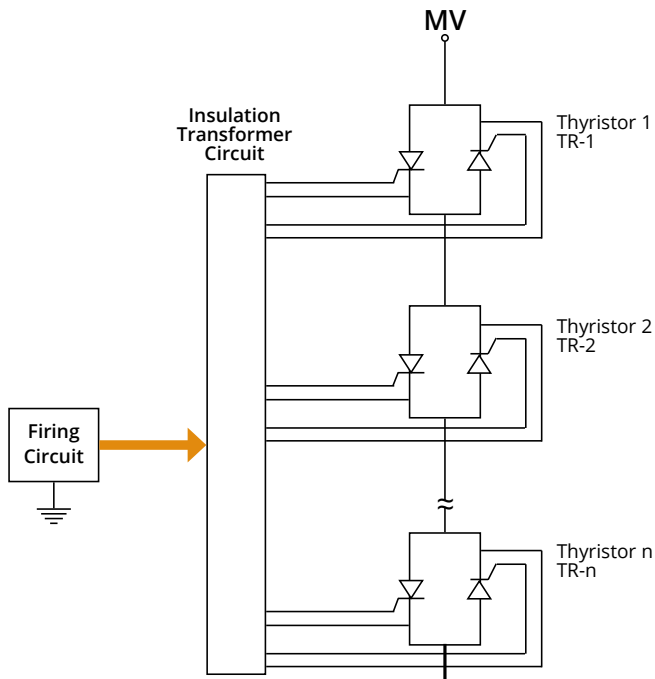 MV
Insulation
Transformer
Circuit
Thyristor 1
TR-1
Thyristor 2
TR-2
Firing
Circuit
Thyristor n
TR-n